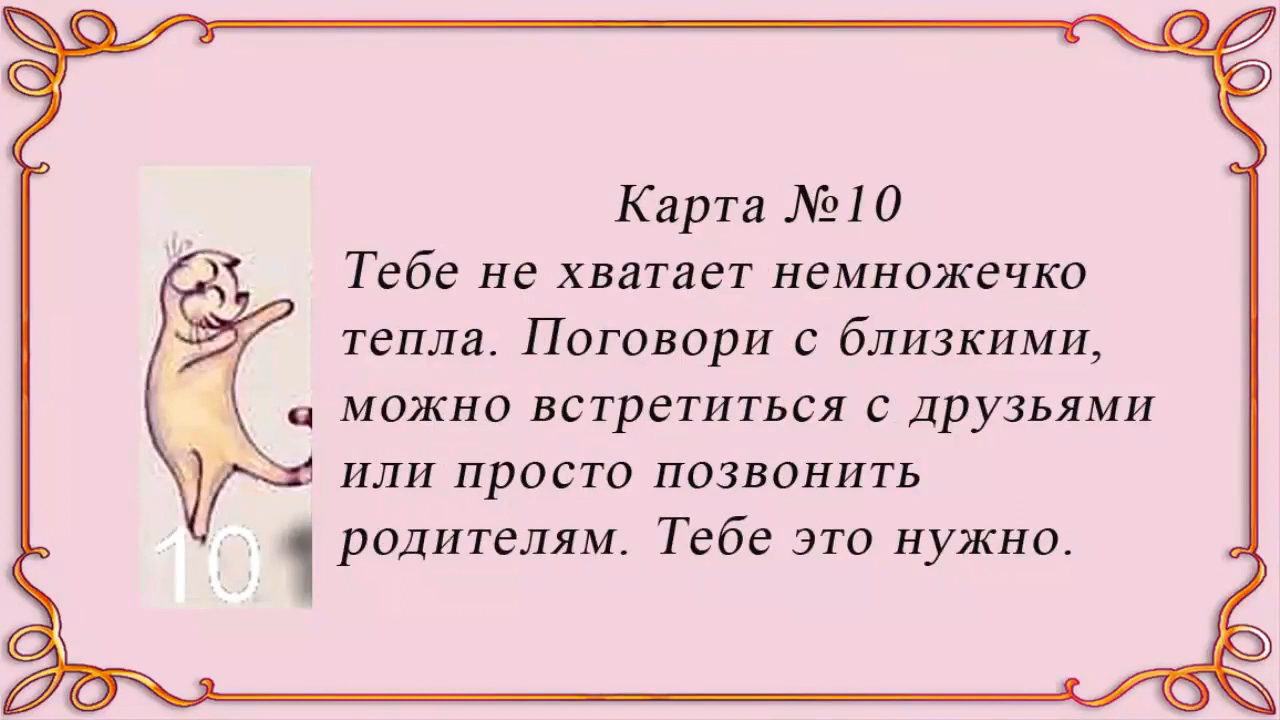 Карта №10
Тебе не хватает немножечко
тепла. Поговори с близкими,
можно встретиться с друзьями
или просто позвонить
родителям. Тебе это нужно.
10